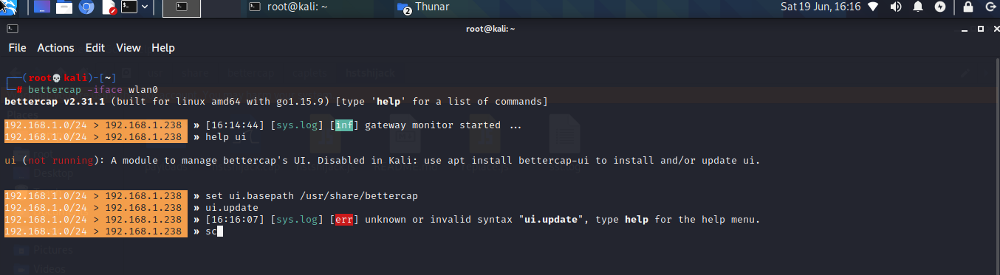 root@kali: ~
2
Thunar
Sat 19 Jun, 16:16
root@kali: ~
File Actions Edit View Help
┌──(root💀kali)-[~]
└─# bettercap -iface wlan0
bettercap v2.31.1 (built for linux amd64 with go1.15.9) [type 'help' for a list of commands]
192.168.1.0/24 > 192.168.1.238 » [16:14:44] [sys.log] [inf] gateway monitor started ...
192.168.1.0/24 > 192.168.1.238 » help ui
ui (not running): A module to manage bettercap's UI. Disabled in Kali: use apt install bettercap-ui to install and/or update ui.
192.168.1.0/24 > 192.168.1.238 » set ui.basepath /usr/share/bettercap
192.168.1.0/24 > 192.168.1.238 » ui.update
192.168.1.0/24 > 192.168.1.238 » [16:16:07] [sys.log] [err] unknown or invalid syntax "ui.update", type help for the help menu.
192.168.1.0/24 > 192.168.1.238 » sc
Desktop
Pictures
Videos